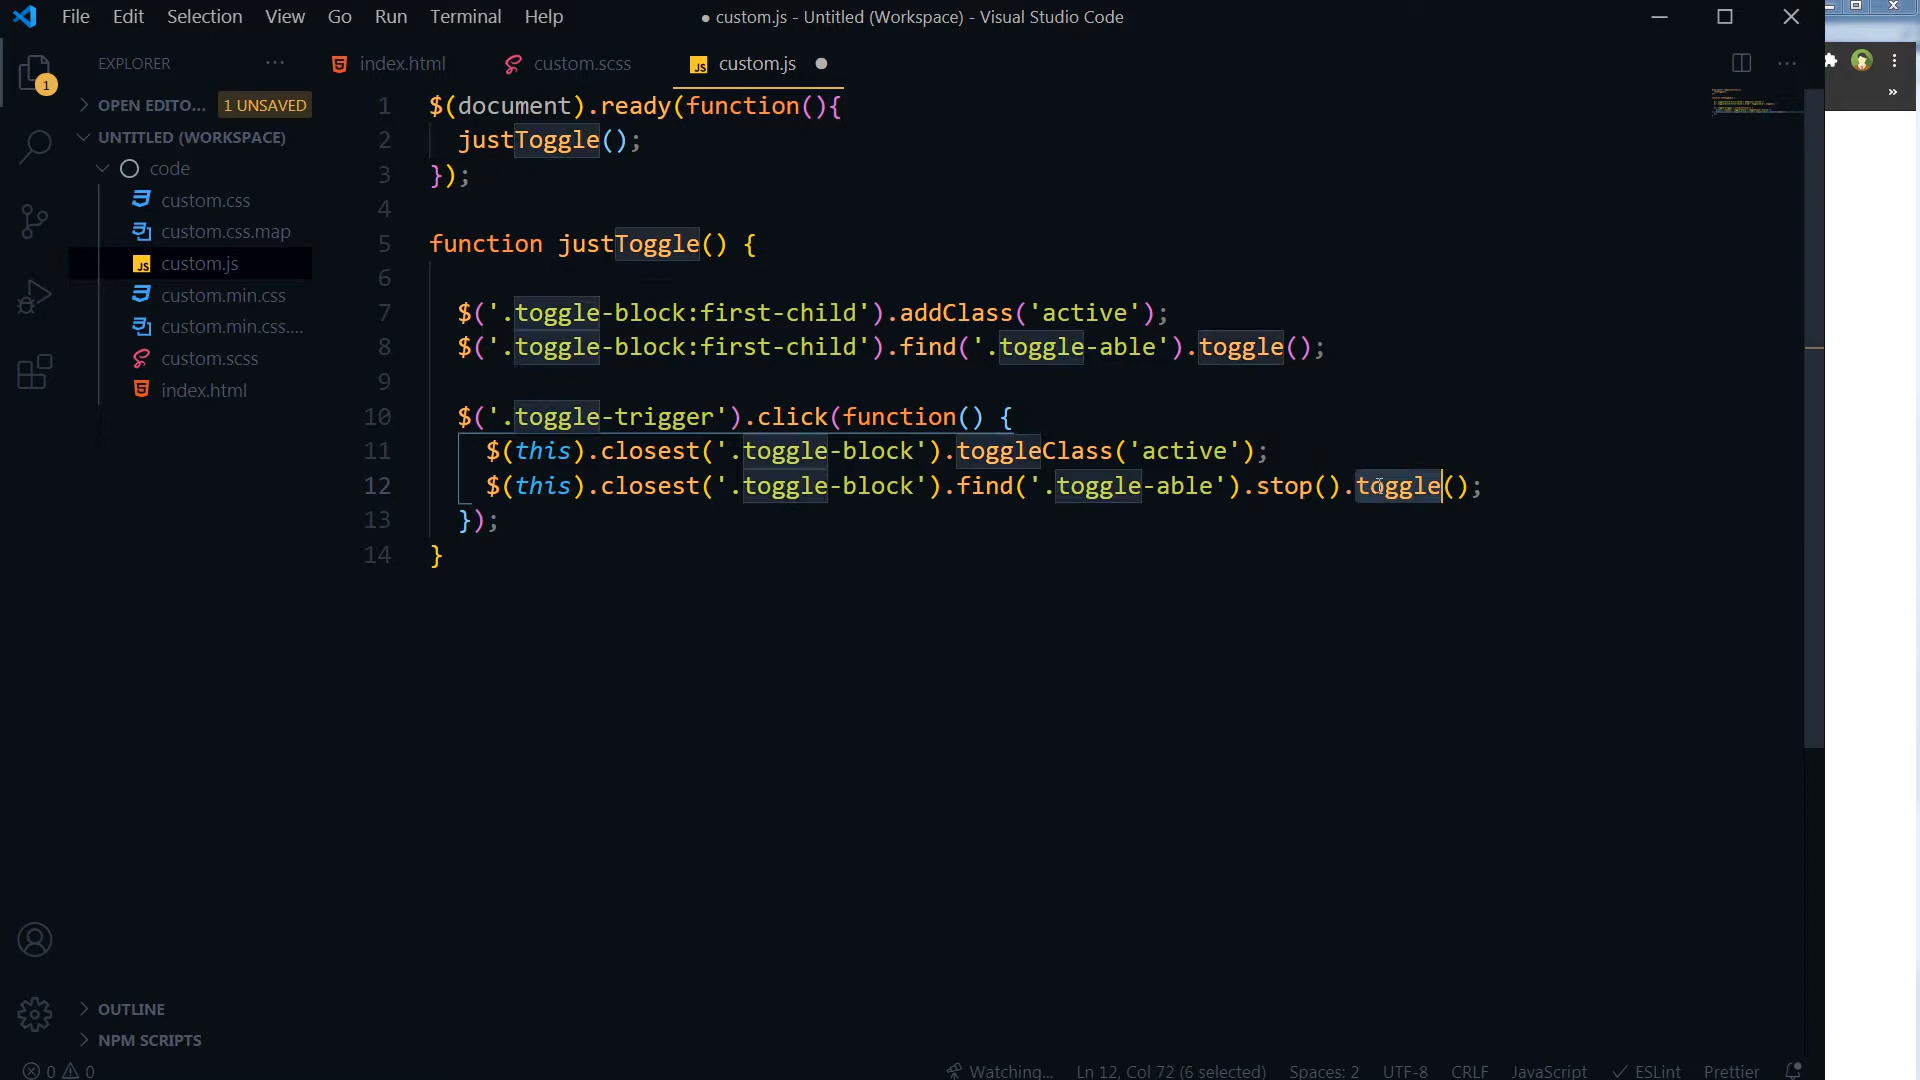 File Edit Selection View Go Run Terminal Help
● custom.js - Untitled (Workspace) - Visual Studio Code
EXPLORER ···
index.html
custom.scss
JS custom.js ●
1
OPEN EDITO... 1 UNSAVED
UNTITLED (WORKSPACE)
code
custom.css
custom.css.map
JS custom.js
custom.min.css
custom.min.css....
custom.scss
index.html
1 $(document).ready(function(){
2 justToggle();
3 });
4
5 function justToggle() {
6
7 $('.toggle-block:first-child').addClass('active');
8 $('.toggle-block:first-child').find('.toggle-able').toggle();
9
10 $('.toggle-trigger').click(function() {
11 $(this).closest('.toggle-block').toggleClass('active');
12 $(this).closest('.toggle-block').find('.toggle-able').stop().toggle();
13 });
14 }
OUTLINE
NPM SCRIPTS
0 0
Watching... Ln 12, Col 72 (6 selected) Spaces: 2 UTF-8 CRLF JavaScript ESLint Prettier